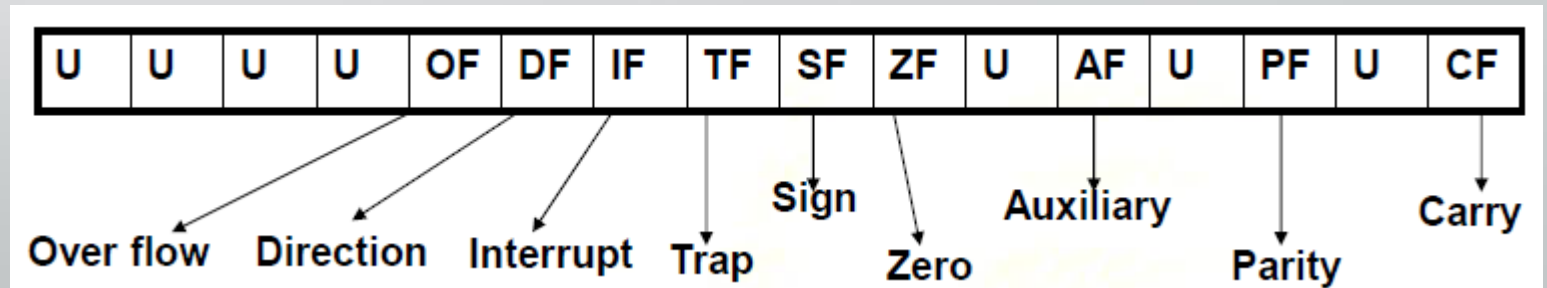 U U U U OF DF IF TF SF ZF U AF U PF U CF
Over flow Direction Interrupt Trap Sign Zero Auxiliary Parity Carry